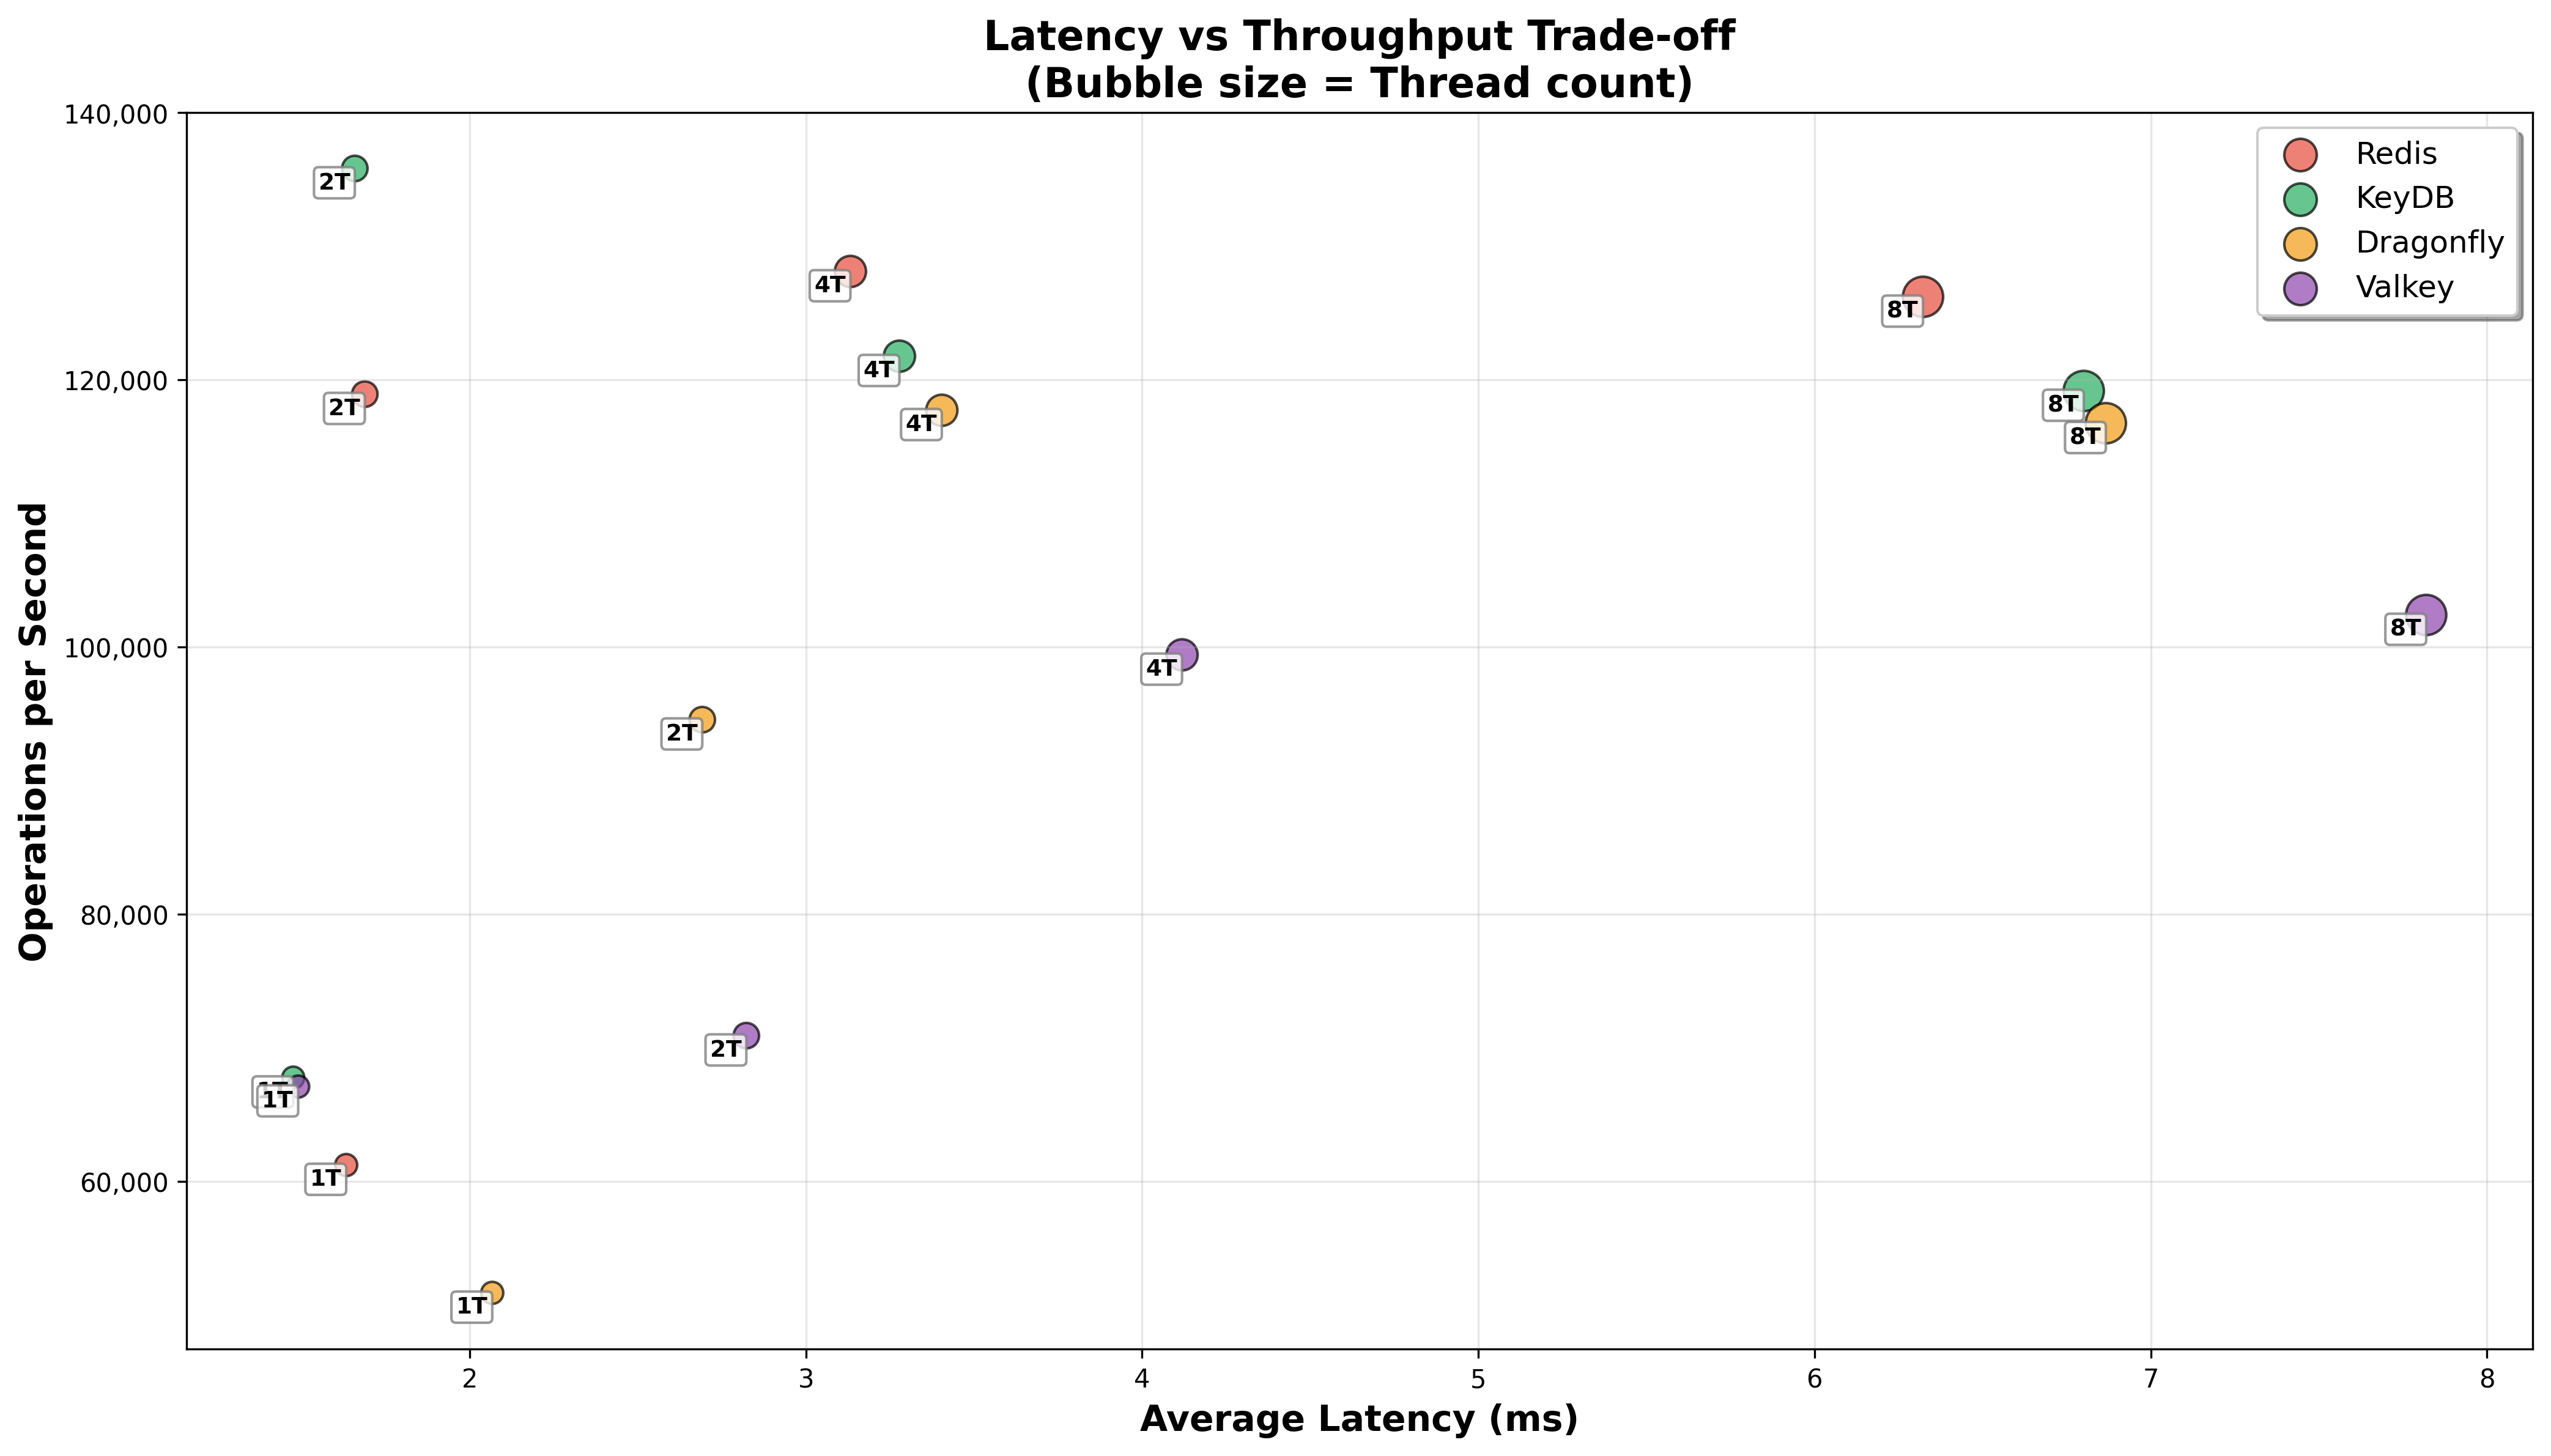 Latency vs Throughput Trade-off
(Bubble size = Thread count)
140,000
120,000
100,000
80,000
60,000
Operations per Second
2T
2T
4T
4T
4T
8T
8T
8T
8T
4T
2T
2T
1T
1T
1T
Redis
KeyDB
Dragonfly
Valkey
2
3
4
5
6
7
8
Average Latency (ms)